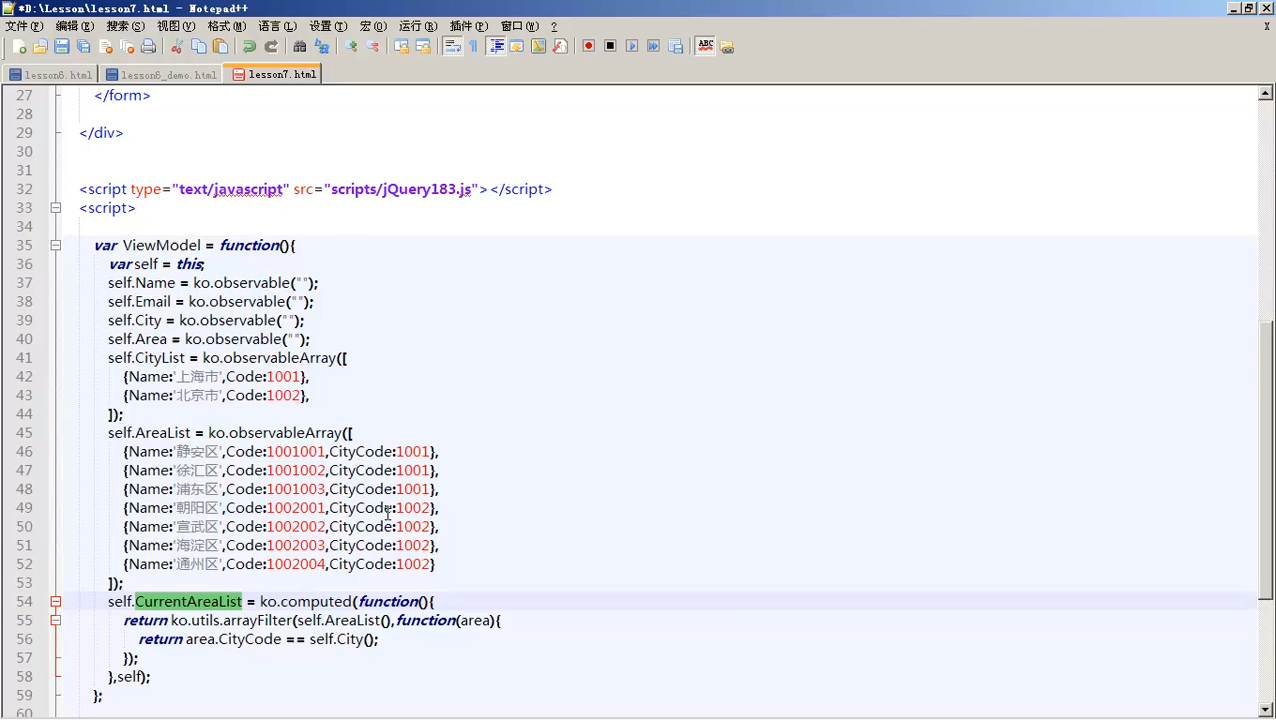 *D:\Lesson\lesson7.html - Notepad++
文件(F) 编辑(E) 搜索(S) 视图(V) 格式(M) 语言(L) 设置(T) 宏(O) 运行(R) 插件(P) 窗口(W) ? X
lesson6.html lesson6_demo.html lesson7.html
27 </form>
28
29 </div>
30
31
32 <script type="text/javascript" src="scripts/jQuery183.js"></script>
33 <script>
34
35 var ViewModel = function(){
36 var self = this;
37 self.Name = ko.observable("");
38 self.Email = ko.observable("");
39 self.City = ko.observable("");
40 self.Area = ko.observable("");
41 self.CityList = ko.observableArray([
42 {Name:'上海市',Code:1001},
43 {Name:'北京市',Code:1002},
44 ]);
45 self.AreaList = ko.observableArray([
46 {Name:'静安区',Code:1001001,CityCode:1001},
47 {Name:'徐汇区',Code:1001002,CityCode:1001},
48 {Name:'浦东区',Code:1001003,CityCode:1001},
49 {Name:'朝阳区',Code:1002001,CityCode:1002},
50 {Name:'宣武区',Code:1002002,CityCode:1002},
51 {Name:'海淀区',Code:1002003,CityCode:1002},
52 {Name:'通州区',Code:1002004,CityCode:1002}
53 ]);
54 self.CurrentAreaList = ko.computed(function(){
55 return ko.utils.arrayFilter(self.AreaList(),function(area){
56 return area.CityCode == self.City();
57 });
58 },self);
59 };
60